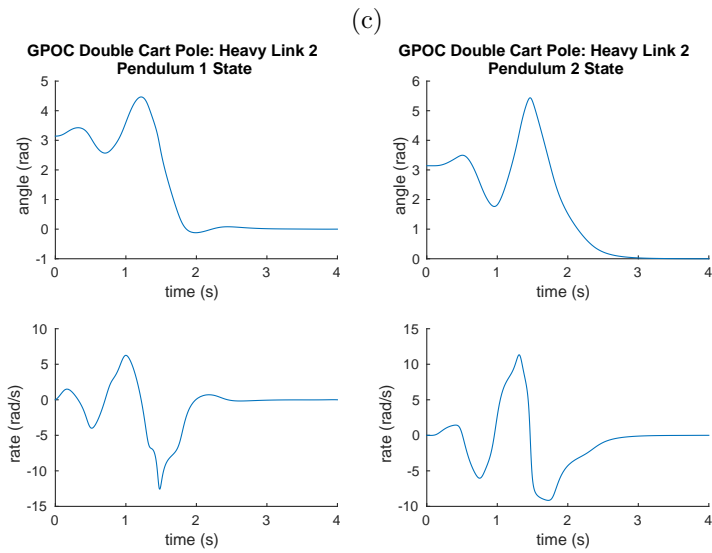 (c)
GPOC Double Cart Pole: Heavy Link 2
Pendulum 1 State
5
4
3
2
1
0
-1
angle (rad)
0 1 2 3 4
time (s)
GPOC Double Cart Pole: Heavy Link 2
Pendulum 2 State
6
5
4
3
2
1
0
angle (rad)
0 1 2 3 4
time (s)
10
5
0
-5
-10
-15
rate (rad/s)
0 1 2 3 4
time (s)
15
10
5
0
-5
-10
rate (rad/s)
0 1 2 3 4
time (s)